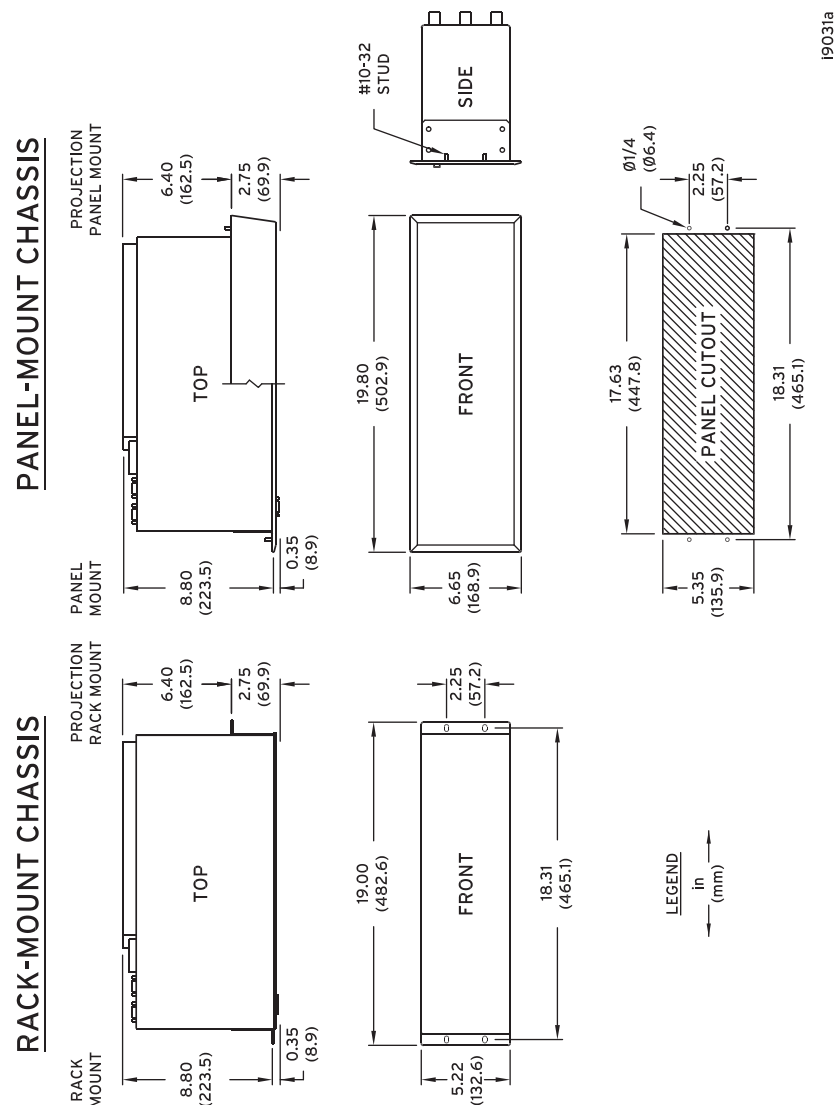 RACK-MOUNT CHASSIS
RACK
MOUNT
PROJECTION
RACK MOUNT
8.80
(223.5)
0.35
(8.9)
TOP
6.40
(162.5)
2.75
(69.9)
19.00
(482.6)
5.22
(132.6)
FRONT
2.25
(57.2)
18.31
(465.1)
LEGEND
in
(mm)
PANEL-MOUNT CHASSIS
PANEL
MOUNT
PROJECTION
PANEL MOUNT
8.80
(223.5)
0.35
(8.9)
TOP
6.40
(162.5)
2.75
(69.9)
19.80
(502.9)
6.65
(168.9)
FRONT
#10-32
STUD
SIDE
17.63
(447.8)
5.35
(135.9)
PANEL CUTOUT
Ø1/4
(Ø6.4)
2.25
(57.2)
18.31
(465.1)
i9031a